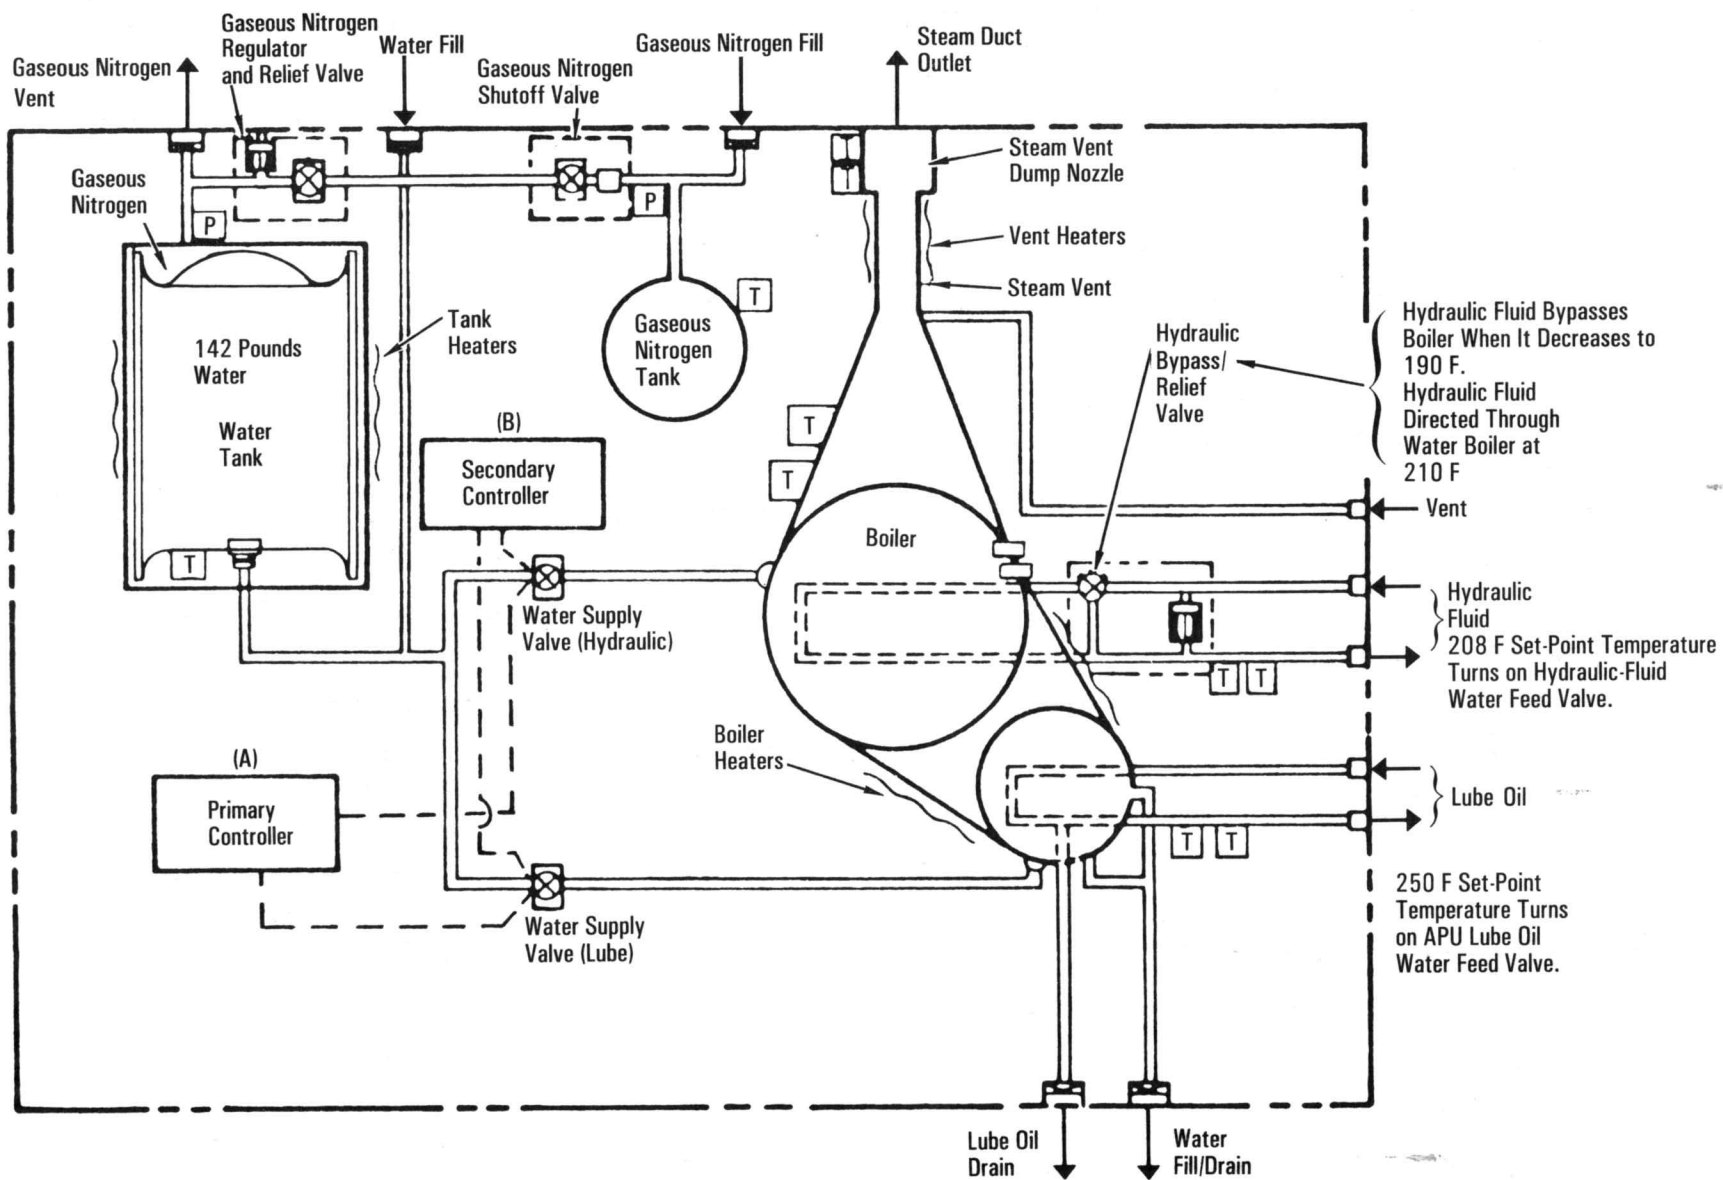 Gaseous Nitrogen
Vent
Gaseous Nitrogen
Regulator
and Relief Valve
Water Fill
Gaseous Nitrogen
Shutoff Valve
Gaseous Nitrogen Fill
Steam Duct
Outlet
Gaseous
Nitrogen
P
P
T
Steam Vent
Dump Nozzle
Vent Heaters
Steam Vent
T
Gaseous
Nitrogen
Tank
Tank
Heaters
142 Pounds
Water
Water
Tank
T
Hydraulic
Bypass/
Relief
Valve
Hydraulic Fluid Bypasses
Boiler When It Decreases to
190 F.
Hydraulic Fluid
Directed Through
Water Boiler at
210 F
(B)
Secondary
Controller
T
T
Boiler
Vent
Water Supply
Valve (Hydraulic)
Hydraulic
Fluid
208 F Set-Point Temperature
Turns on Hydraulic-Fluid
Water Feed Valve.
T
T
Boiler
Heaters
(A)
Primary
Controller
Lube Oil
T
T
Water Supply
Valve (Lube)
250 F Set-Point
Temperature Turns
on APU Lube Oil
Water Feed Valve.
Lube Oil
Drain
Water
Fill/Drain